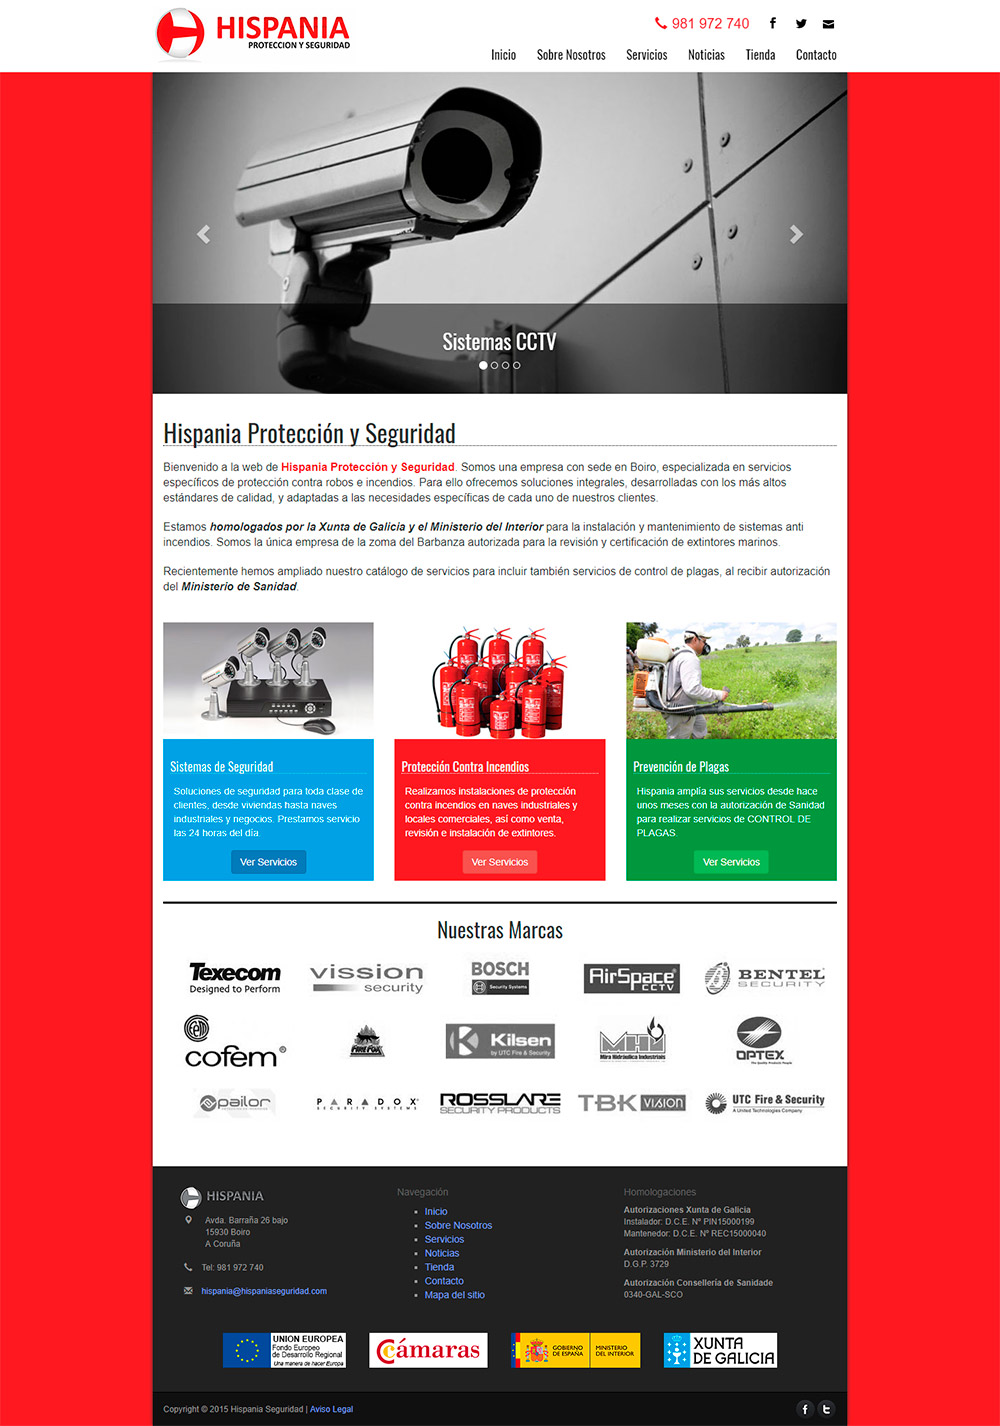 HISPANIA
PROTECCION Y SEGURIDAD
981 972 740
Inicio Sobre Nosotros Servicios Noticias Tienda Contacto
Sistemas CCTV
Hispania Protección y Seguridad
Bienvenido a la web de Hispania Protección y Seguridad. Somos una empresa con sede en Boiro, especializada en servicios
específicos de protección contra robos e incendios. Para ello ofrecemos soluciones integrales, desarrolladas con los más altos
estándares de calidad, y adaptadas a las necesidades específicas de cada uno de nuestros clientes.
Estamos homologados por la Xunta de Galicia y el Ministerio del Interior para la instalación y mantenimiento de sistemas anti
incendios. Somos la única empresa de la zoma del Barbanza autorizada para la revisión y certificación de extintores marinos.
Recientemente hemos ampliado nuestro catálogo de servicios para incluir también servicios de control de plagas, al recibir autorización
del Ministerio de Sanidad.
Sistemas de Seguridad
Soluciones de seguridad para toda clase de
clientes, desde viviendas hasta naves
industriales y negocios. Prestamos servicio
las 24 horas del día.
Ver Servicios
Protección Contra Incendios
Realizamos instalaciones de protección
contra incendios en naves industriales y
locales comerciales, así como venta,
revisión e instalación de extintores.
Ver Servicios
Prevención de Plagas
Hispania amplía sus servicios desde hace
unos meses con la autorización de Sanidad
para realizar servicios de CONTROL DE
PLAGAS.
Ver Servicios
Nuestras Marcas
Texecom
Designed to Perform
vission
security
BOSCH
Security Systems
AirSpace
CCTV
BENTEL
SECURITY
cofem
FIREFOX
Kilsen
by UTC Fire & Security
MHI
Mira Hidráulica Industriais
OPTEX
pailor
PARADOX
SECURITY SYSTEMS
ROSSLARE
SECURITY PRODUCTS
TBK VISION
UTC Fire & Security
A United Technologies Company
HISPANIA
Avda. Barraña 26 bajo
15930 Boiro
A Coruña
Tel: 981 972 740
hispania@hispaniaseguridad.com
Navegación
Inicio
Sobre Nosotros
Servicios
Noticias
Tienda
Contacto
Mapa del sitio
Homologaciones
Autorizaciones Xunta de Galicia
Instalador: D.C.E. Nº PIN15000199
Mantenedor: D.C.E. Nº REC15000040
Autorización Ministerio del Interior
D.G.P. 3729
Autorización Consellería de Sanidade
0340-GAL-SCO
UNION EUROPEA
Fondo Europeo
de Desarrollo Regional
Una manera de hacer Europa
Cámaras
GOBIERNO
DE ESPAÑA
MINISTERIO
DEL INTERIOR
XUNTA
DE GALICIA
Copyright © 2015 Hispania Seguridad | Aviso Legal